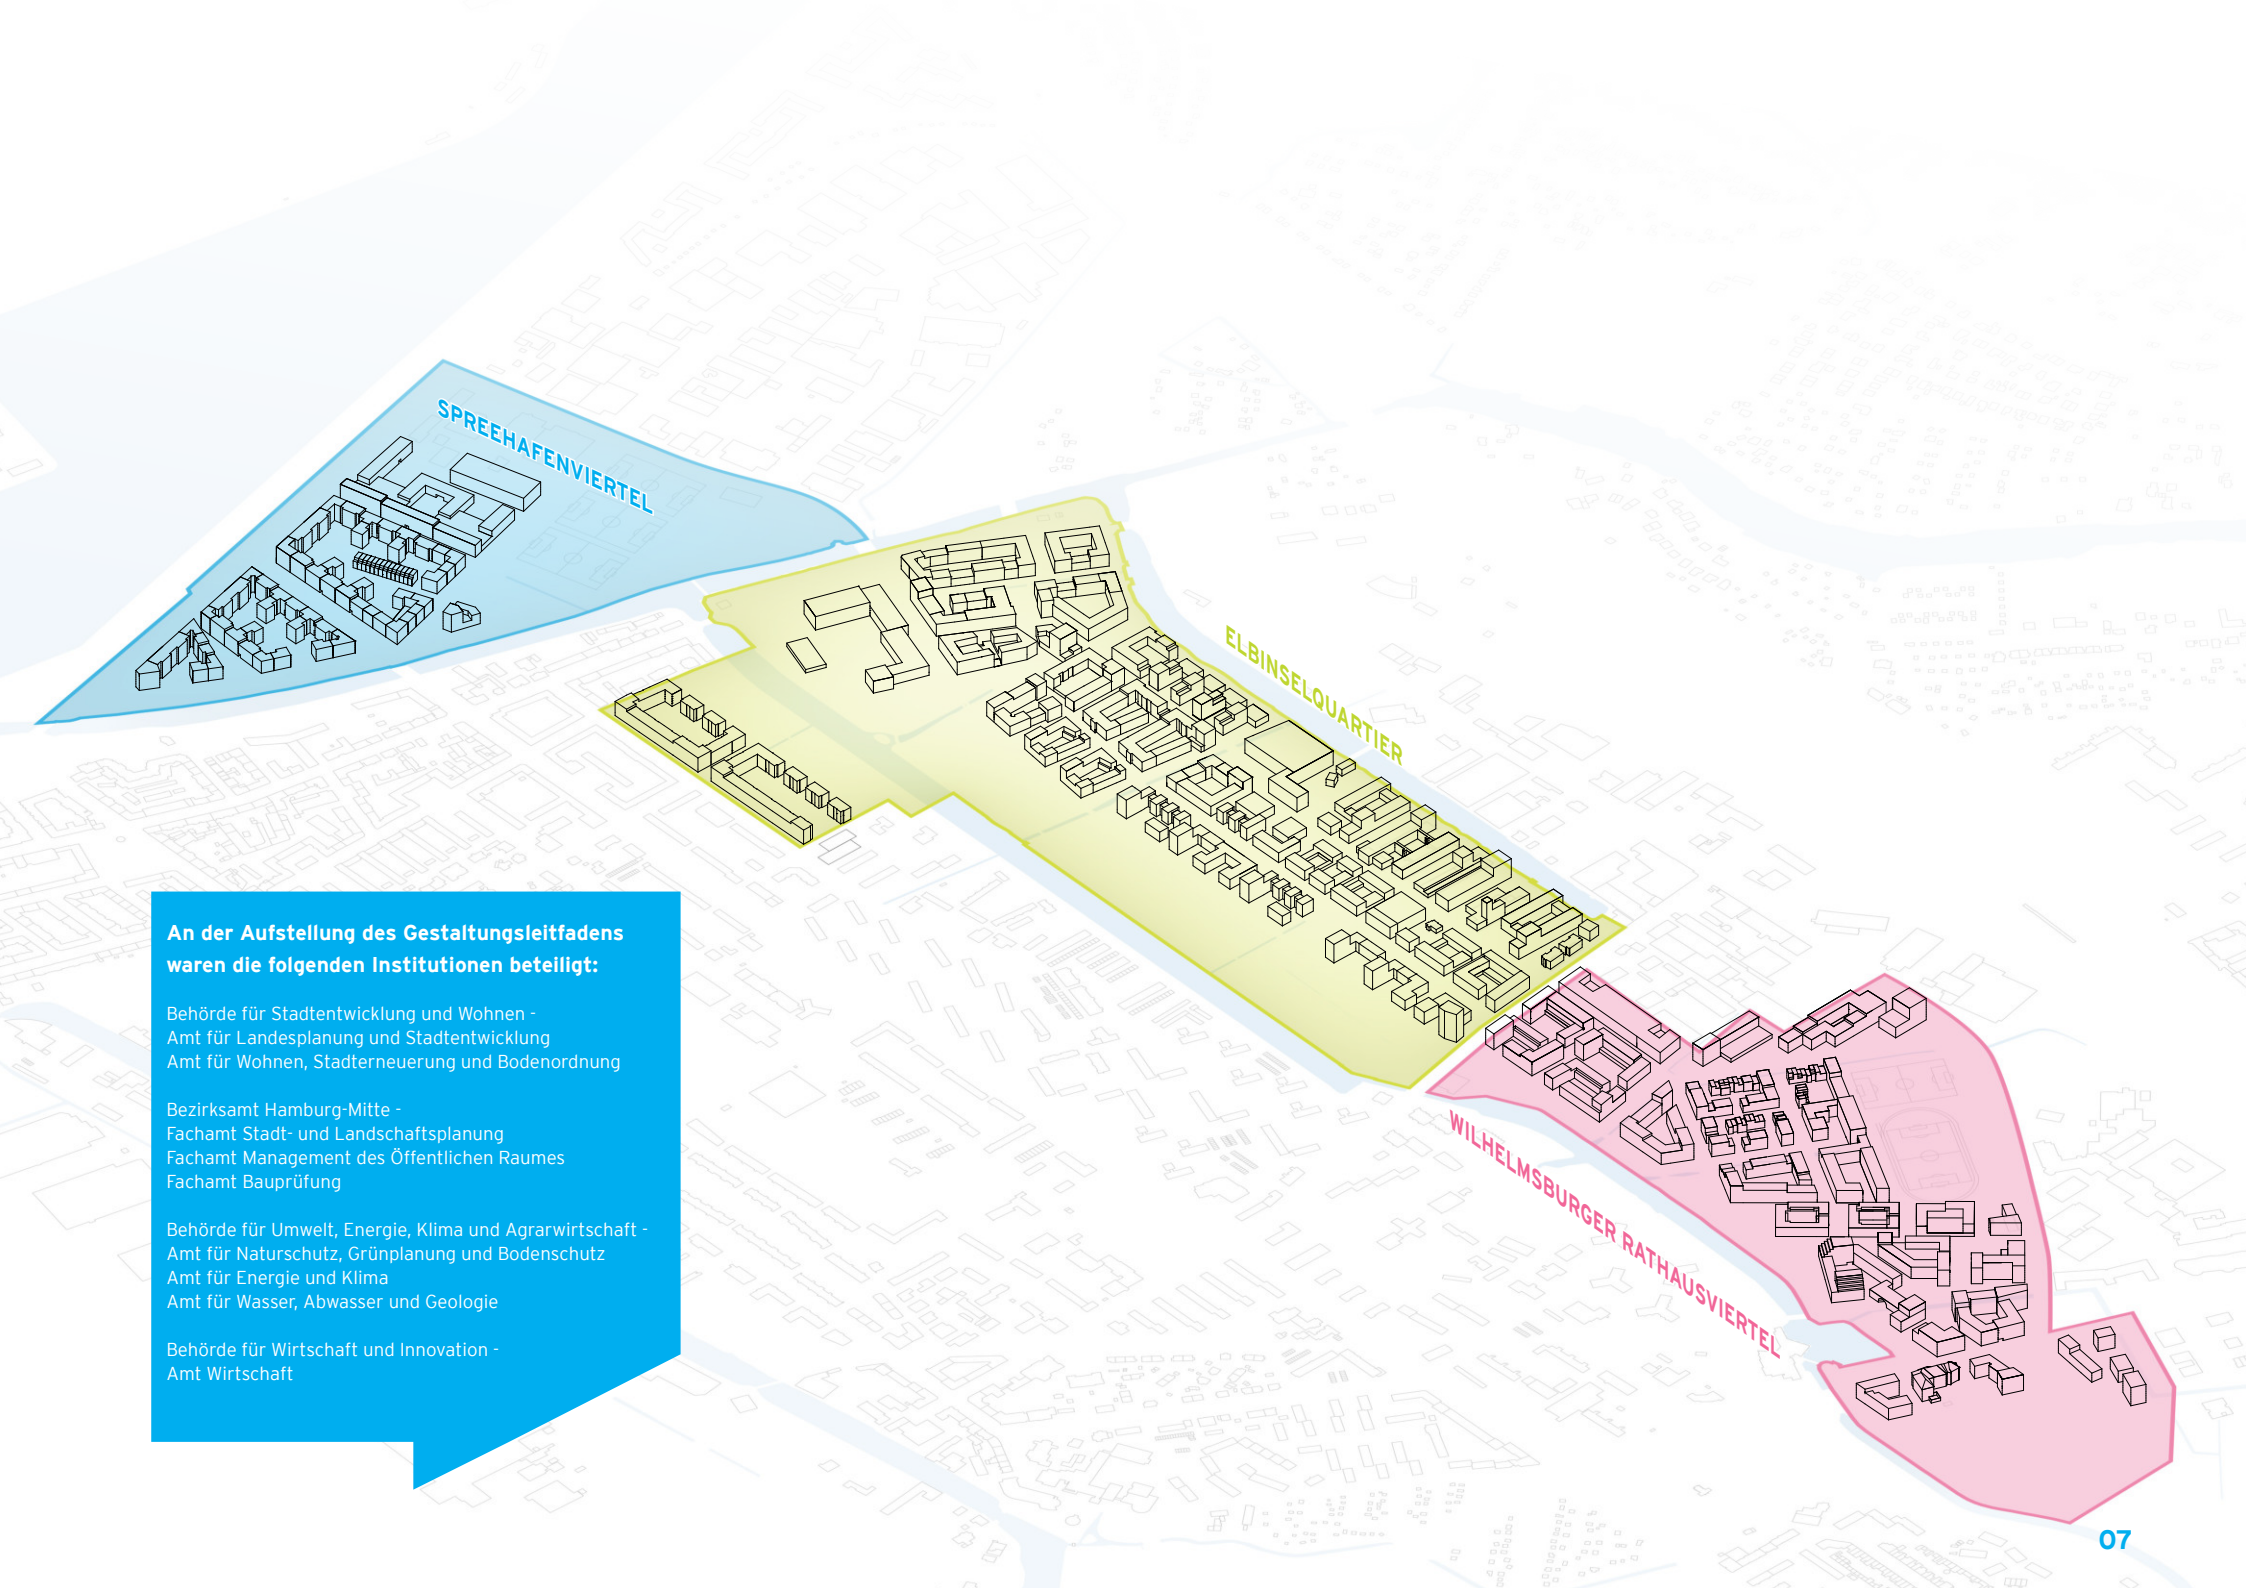 SPREEHAFENVIERTEL
ELBINSELQUARTIER
WILHELMSBURGER RATHAUSVIERTEL
An der Aufstellung des Gestaltungsleitfadens
waren die folgenden Institutionen beteiligt:
Behörde für Stadtentwicklung und Wohnen -
Amt für Landesplanung und Stadtentwicklung
Amt für Wohnen, Stadterneuerung und Bodenordnung
Bezirksamt Hamburg-Mitte -
Fachamt Stadt- und Landschaftsplanung
Fachamt Management des Öffentlichen Raumes
Fachamt Bauprüfung
Behörde für Umwelt, Energie, Klima und Agrarwirtschaft -
Amt für Naturschutz, Grünplanung und Bodenschutz
Amt für Energie und Klima
Amt für Wasser, Abwasser und Geologie
Behörde für Wirtschaft und Innovation -
Amt Wirtschaft
07